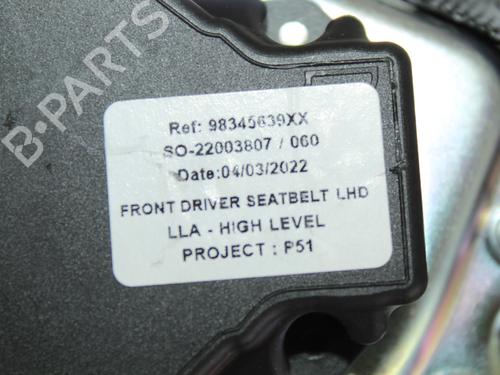 B-PARTS
Ref: 98345639XX
SO-22003807 / 060
Date:04/03/2022
FRONT DRIVER SEATBELT LHD
LLA - HIGH LEVEL
PROJECT : P51